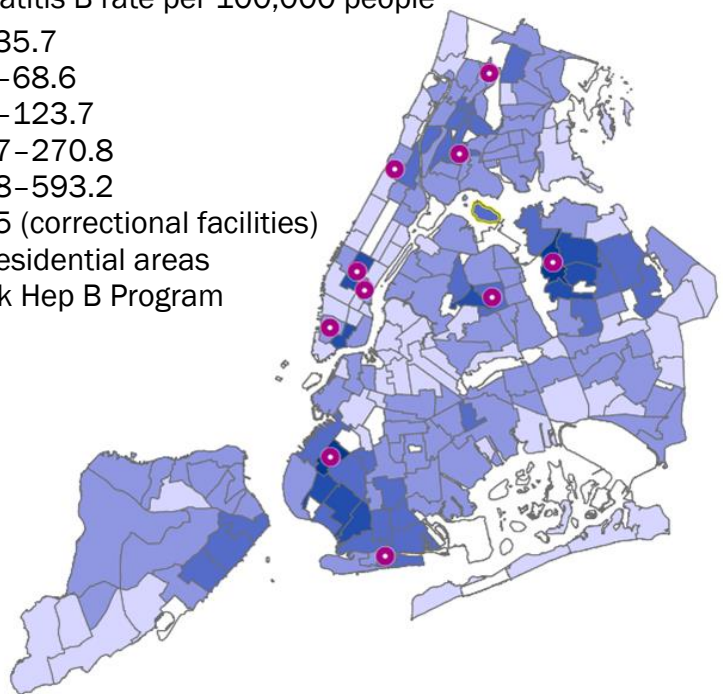 atitis B rate per 100,000 people
35.7
–68.6
–123.7
7–270.8
8–593.2
5 (correctional facilities)
esidential areas
k Hep B Program